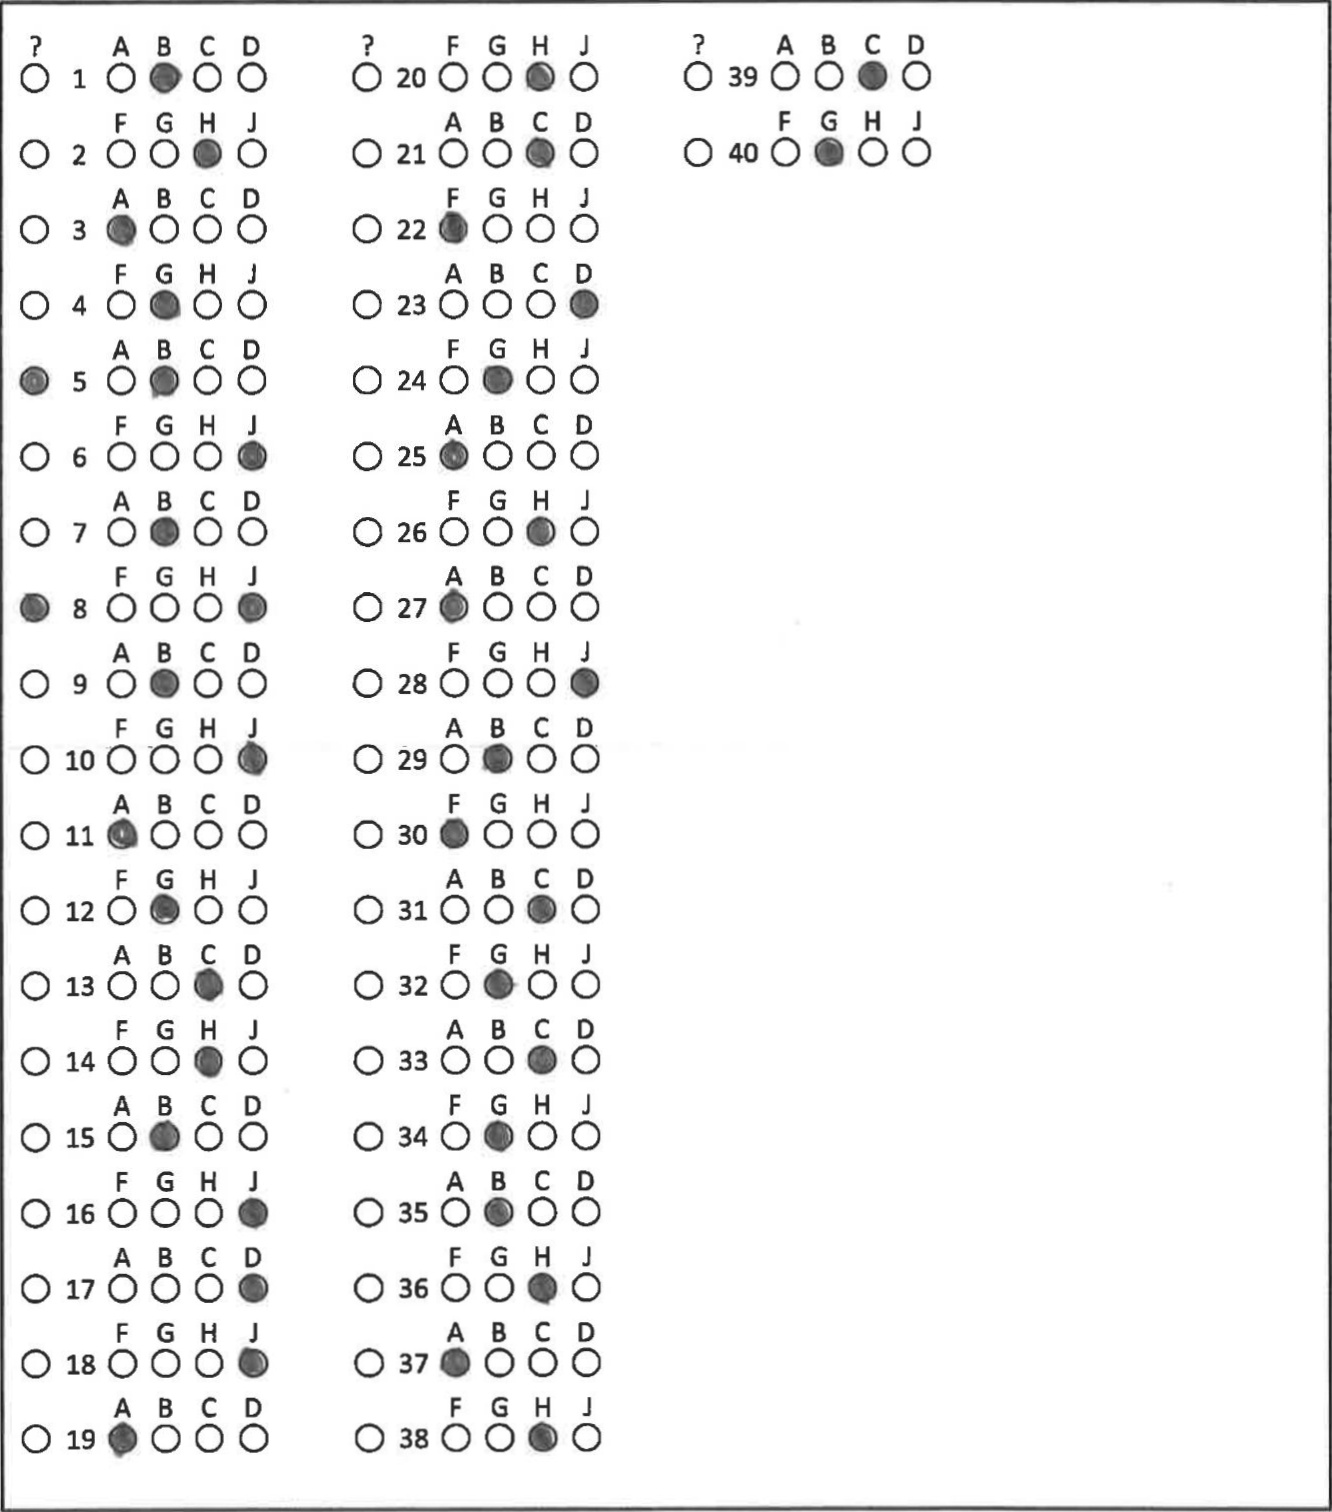 ? A B C D
1
F G H J
2
A B C D
3
F G H J
4
A B C D
5
F G H J
6
A B C D
7
F G H J
8
A B C D
9
F G H J
10
A B C D
11
F G H J
12
A B C D
13
F G H J
14
A B C D
15
F G H J
16
A B C D
17
F G H J
18
A B C D
19
? F G H J
20
A B C D
21
F G H J
22
A B C D
23
F G H J
24
A B C D
25
F G H J
26
A B C D
27
F G H J
28
A B C D
29
F G H J
30
A B C D
31
F G H J
32
A B C D
33
F G H J
34
A B C D
35
F G H J
36
A B C D
37
F G H J
38
? A B C D
39
F G H J
40